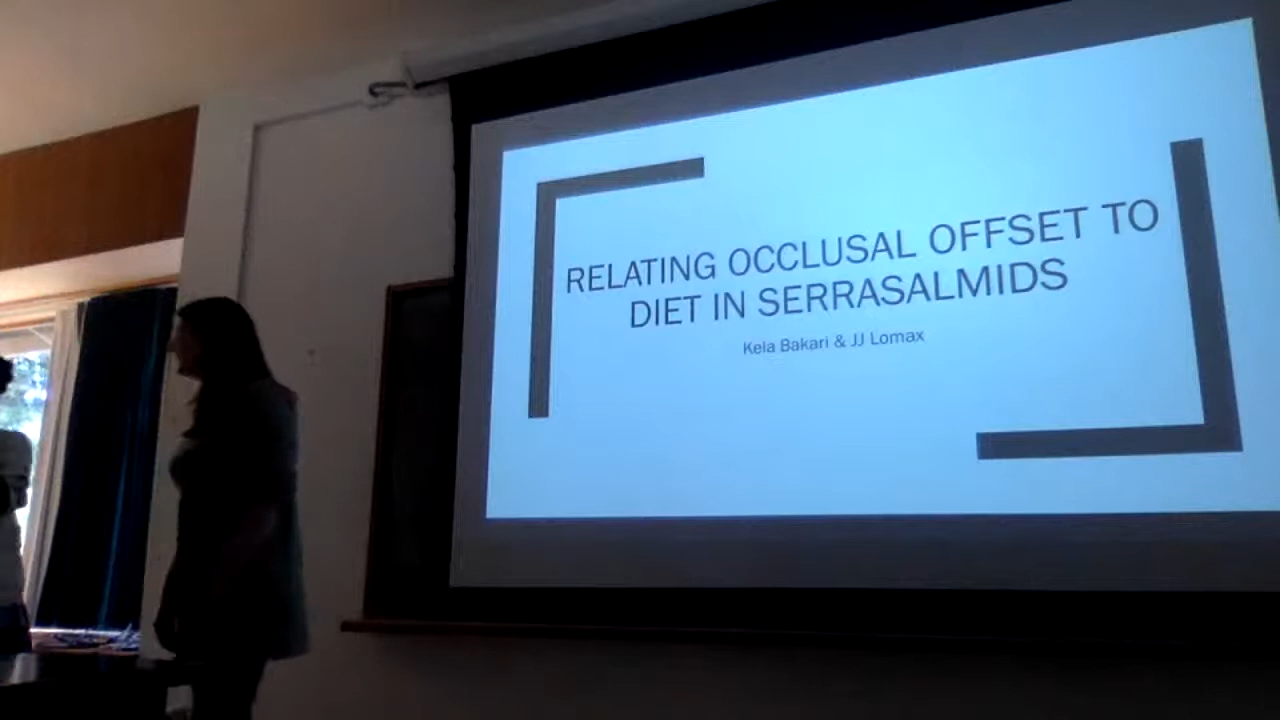 RELATING OCCLUSAL OFFSET TO
DIET IN SERRASALMIDS
Kela Bakari & JJ Lomax